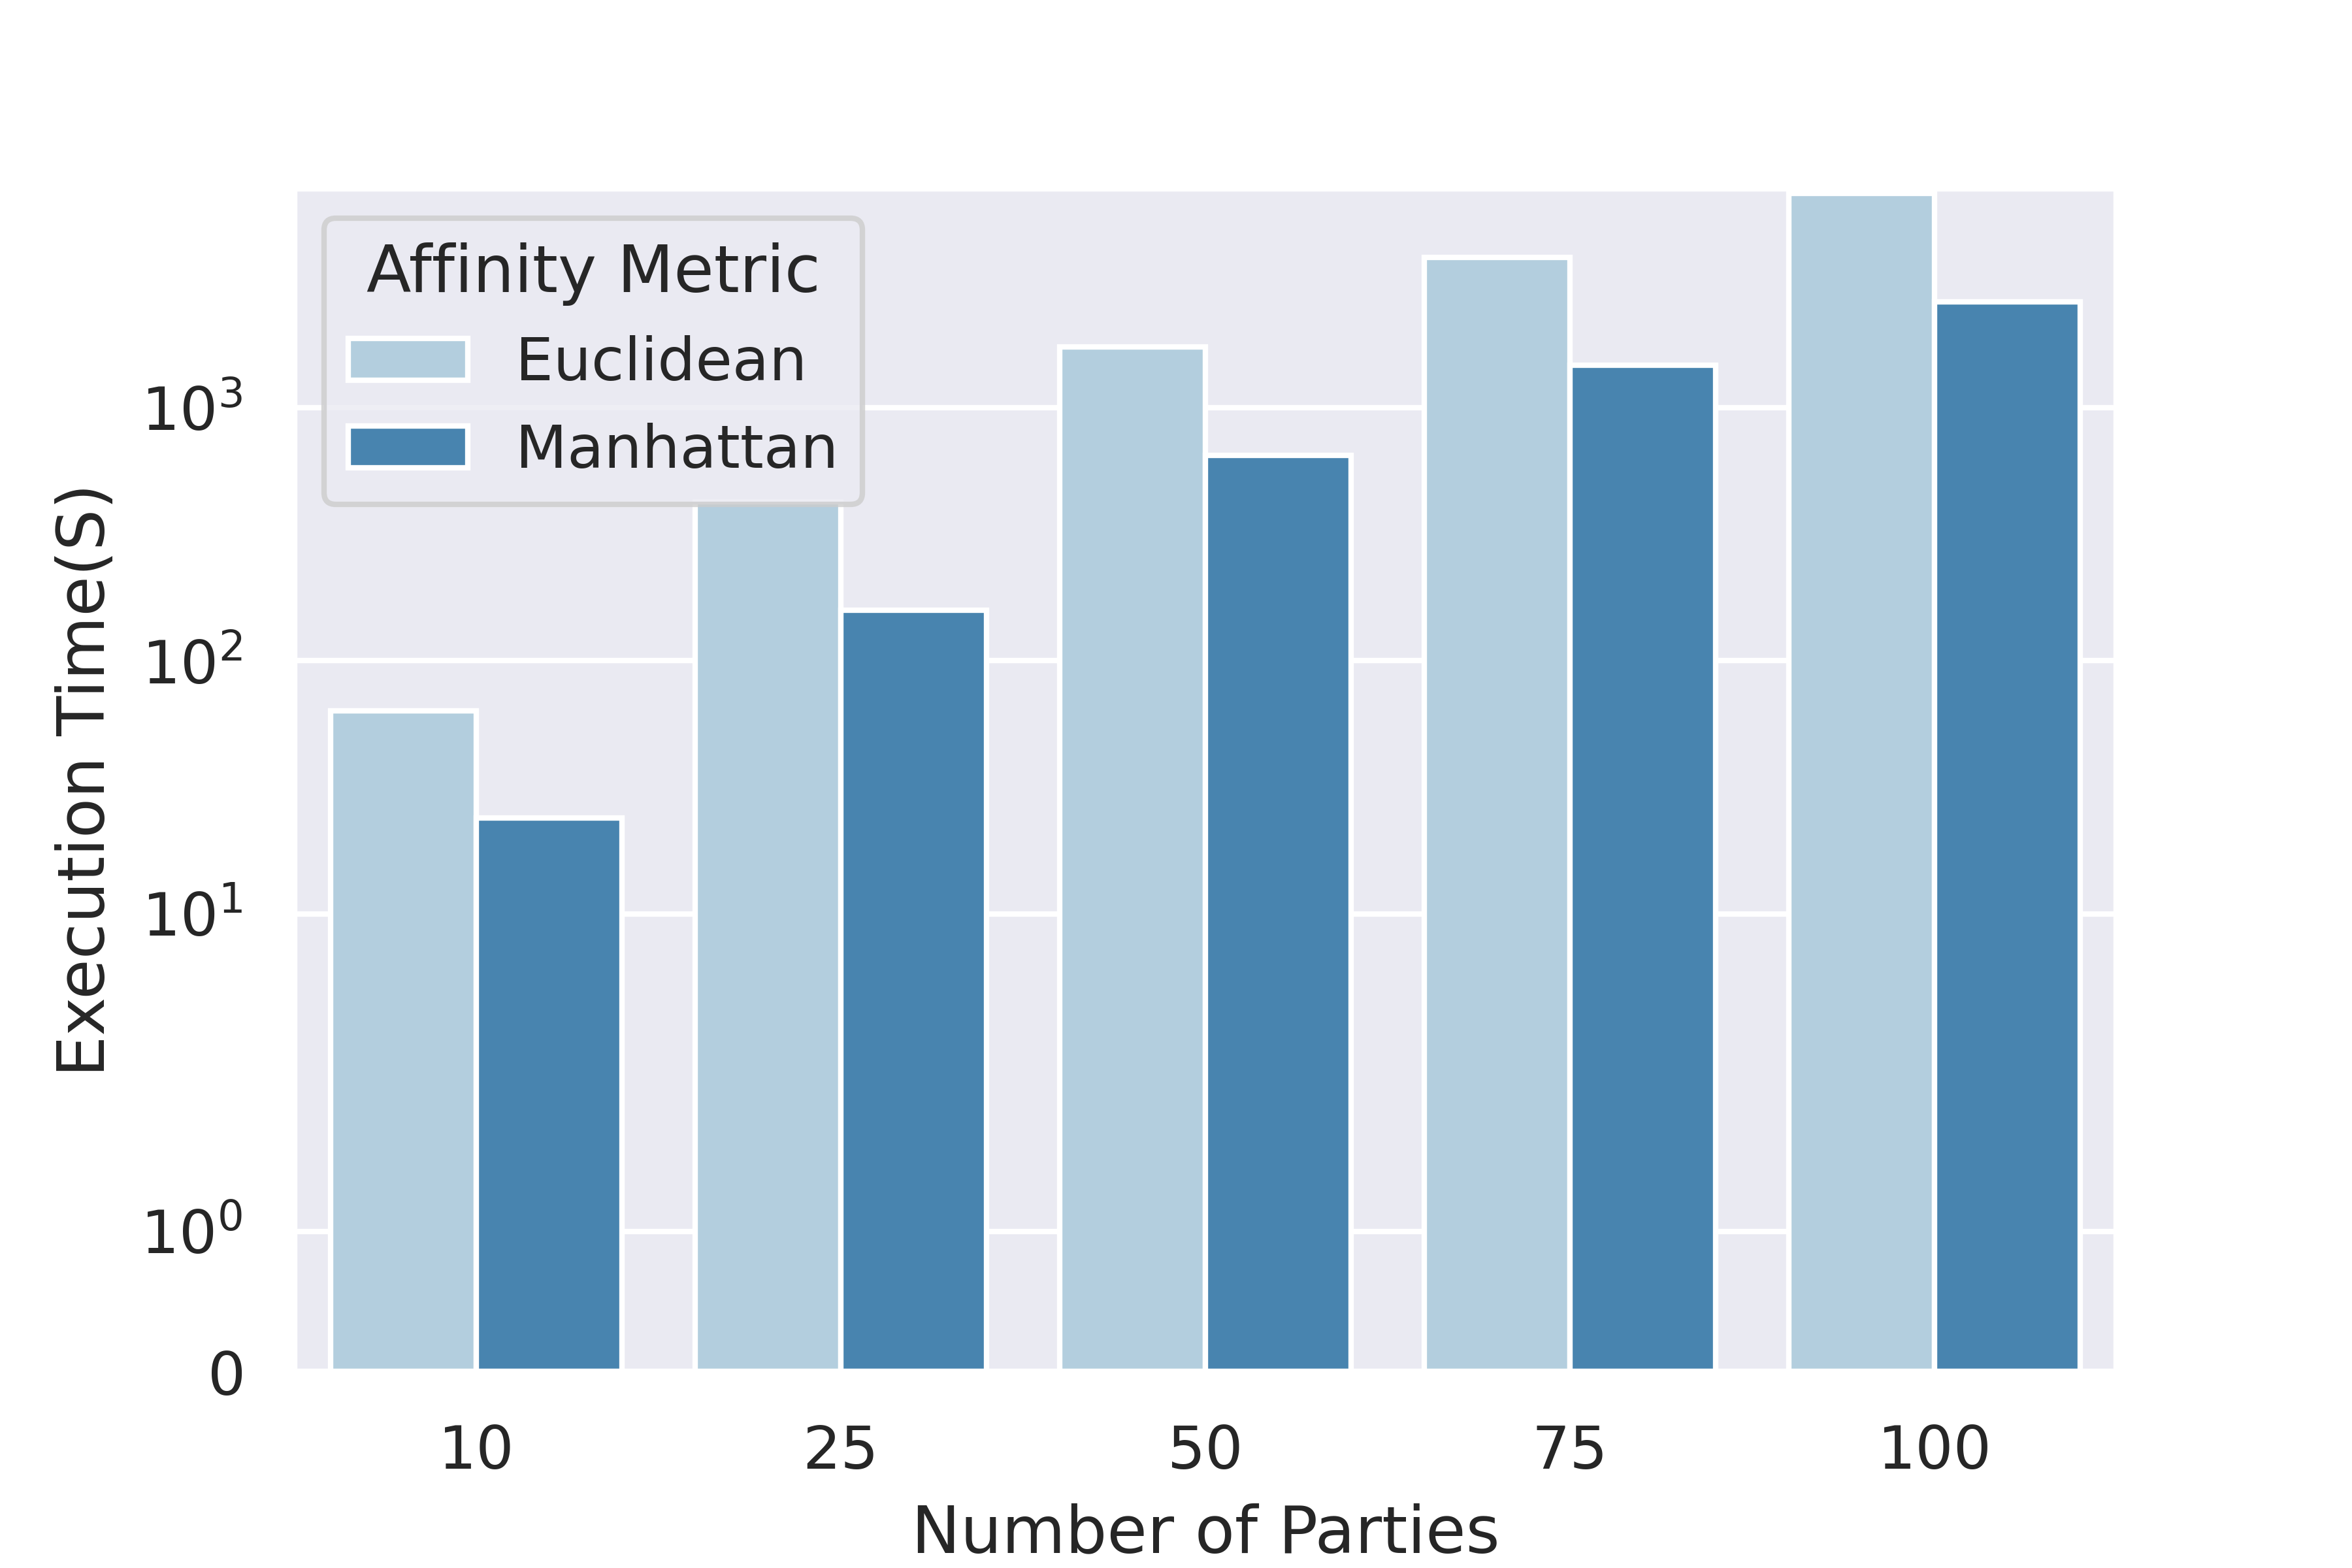 Affinity Metric
Euclidean
Manhattan
Execution Time(S)
10³
10²
10¹
10⁰
0
10 25 50 75 100
Number of Parties